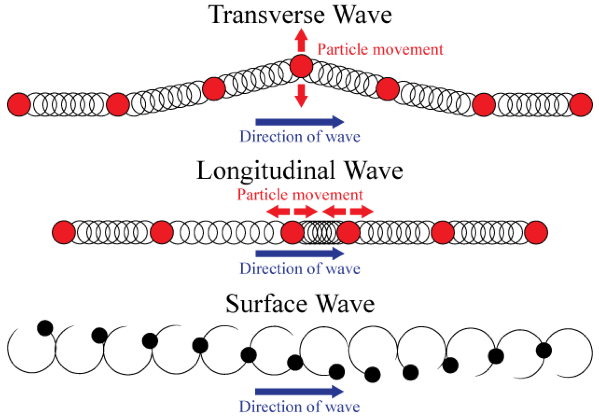 Transverse Wave
Particle movement
Direction of wave
Longitudinal Wave
Particle movement
Direction of wave
Surface Wave
Direction of wave